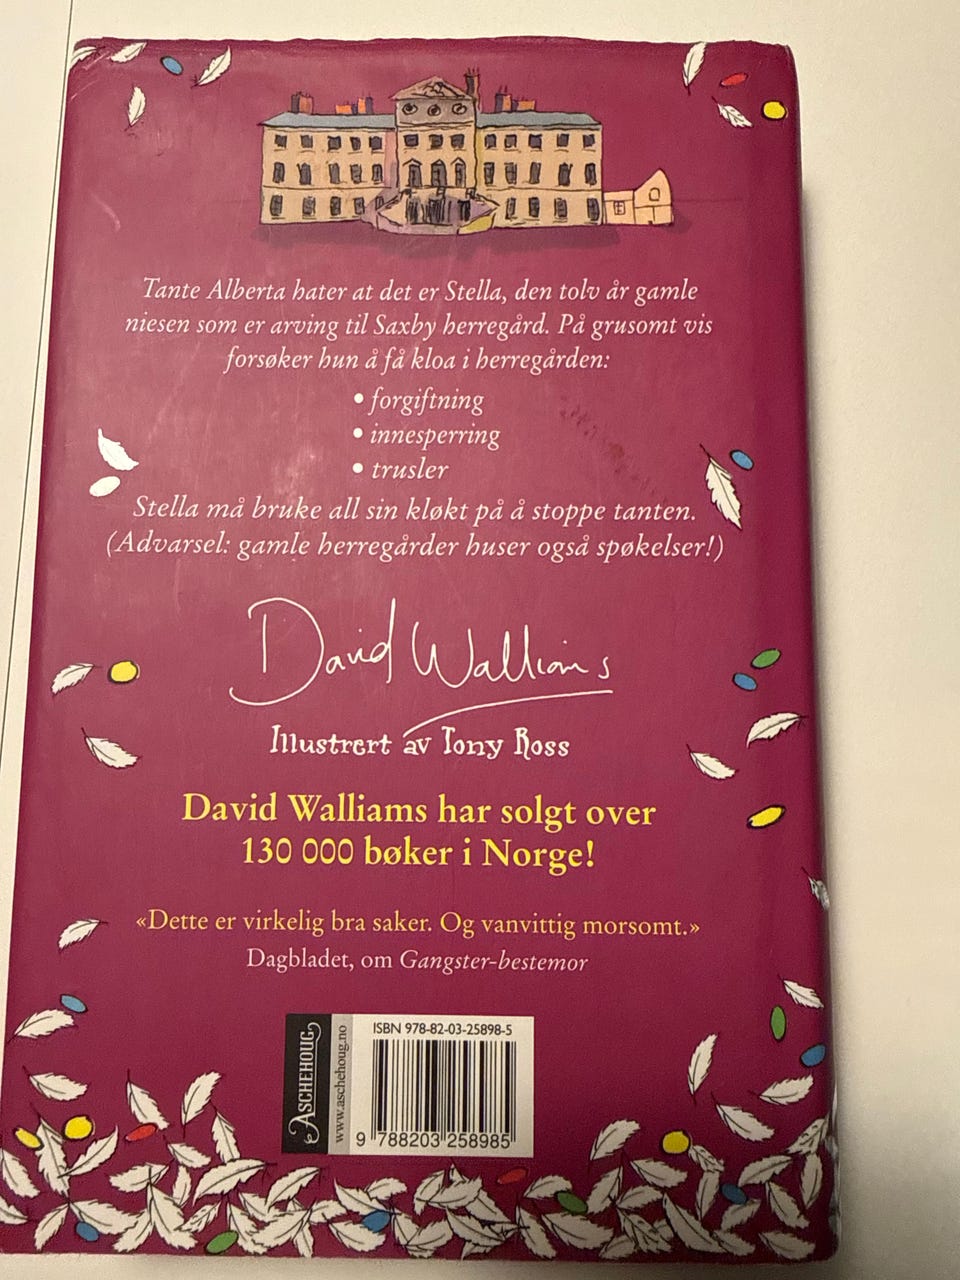 Tante Alberta hater at det er Stella, den tolv år gamle
niesen som er arving til Saxby herregård. På grusomt vis
forsøker hun å få kloa i herregården:
• forgiftning
• innesperring
• trusler
Stella må bruke all sin kløkt på å stoppe tanten.
(Advarsel: gamle herregårder huser også spøkelser!)
David Walliams
Illustrert av Tony Ross
David Walliams har solgt over
130 000 bøker i Norge!
«Dette er virkelig bra saker. Og vanvittig morsomt.»
Dagbladet, om Gangster-bestemor
ASCHEHOUG
www.aschehoug.no
ISBN 978-82-03-25898-5
9 788203 258985